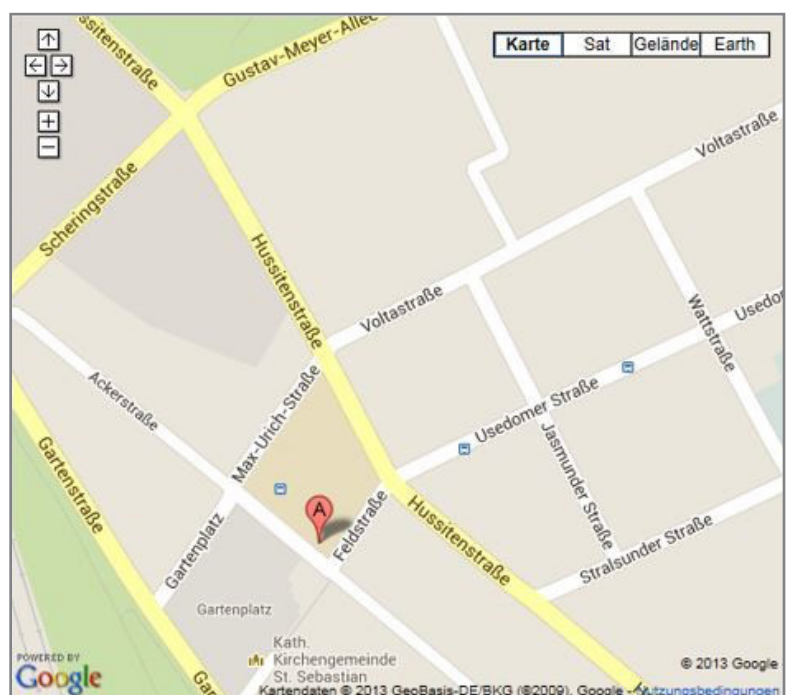 Hussitenstraße
Gustav-Meyer-Allee
Karte Sat Gelände Earth
Voltastraße
Scheringstraße
Hussitenstraße
Voltastraße
Wattstraße
Usedo
Ackerstraße
Max-Urich-Straße
Usedomer Straße
Jasmunder Straße
Gartenstraße
A
Feldstraße
Hussitenstraße
Stralsunder Straße
Gartenplatz
Gartenplatz
Kath.
Kirchengemeinde
St. Sebastian
POWERED BY
Google
© 2013 Google
Kartendaten © 2013 GeoBasis-DE/BKG (©2009), Google - Nutzungsbedingungen